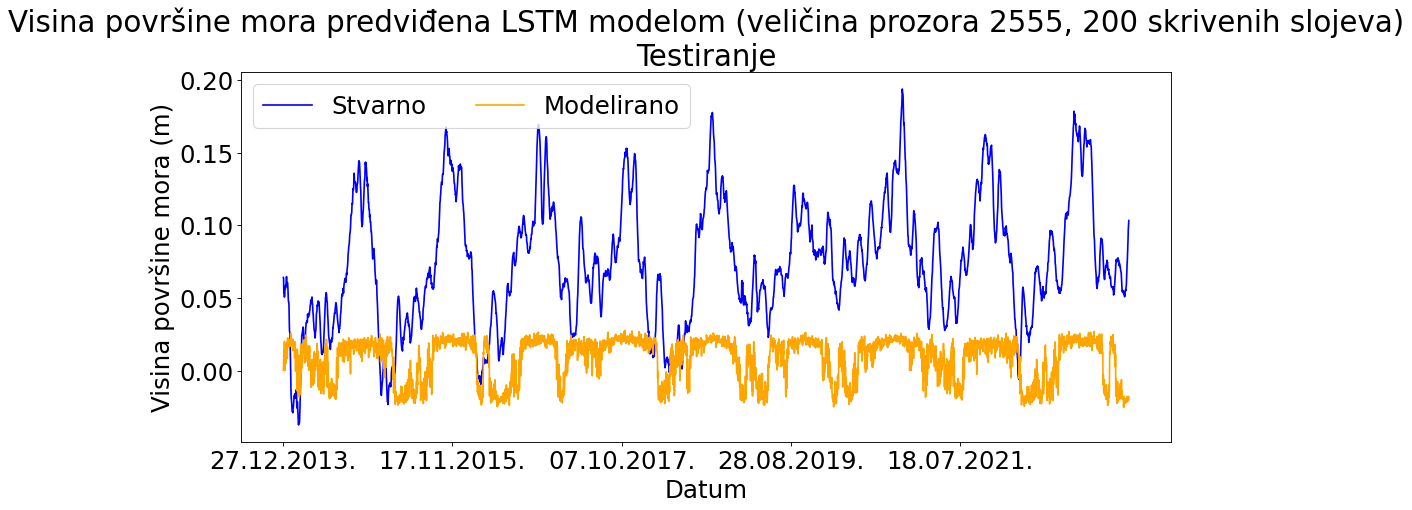 Visina površine mora predviđena LSTM modelom (veličina prozora 2555, 200 skrivenih slojeva)
Testiranje
Stvarno
Modelirano
Visina površine mora (m)
0.20
0.15
0.10
0.05
0.00
27.12.2013.
17.11.2015.
07.10.2017.
28.08.2019.
18.07.2021.
Datum